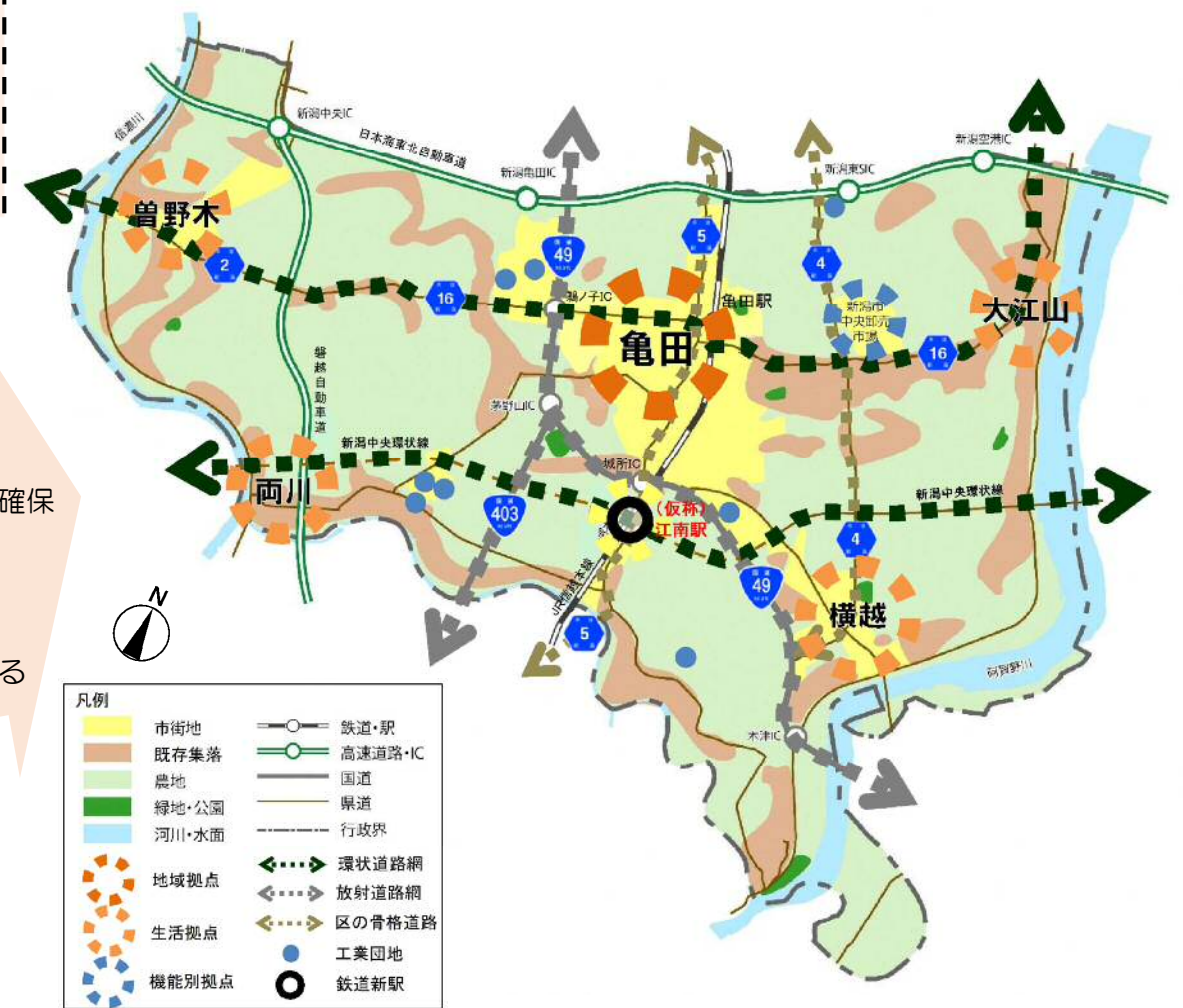 信濃川
新潟中央IC
日本海東北自動車道
新潟亀田IC
新潟東SIC
新潟空港IC
曽野木
2
16
49
5
4
鵜ノ子IC
亀田駅
亀田
新潟市
中央卸売
市場
16
大江山
磐越自動車道
茅野山IC
新潟中央環状線
両川
城所IC
(仮称)
江南駅
新潟中央環状線
403
4
49
JR信越本線
5
横越
阿賀野川
木津IC
確保
る
N
凡例
市街地
既存集落
農地
緑地・公園
河川・水面
地域拠点
生活拠点
機能別拠点
鉄道・駅
高速道路・IC
国道
県道
行政界
環状道路網
放射道路網
区の骨格道路
工業団地
鉄道新駅